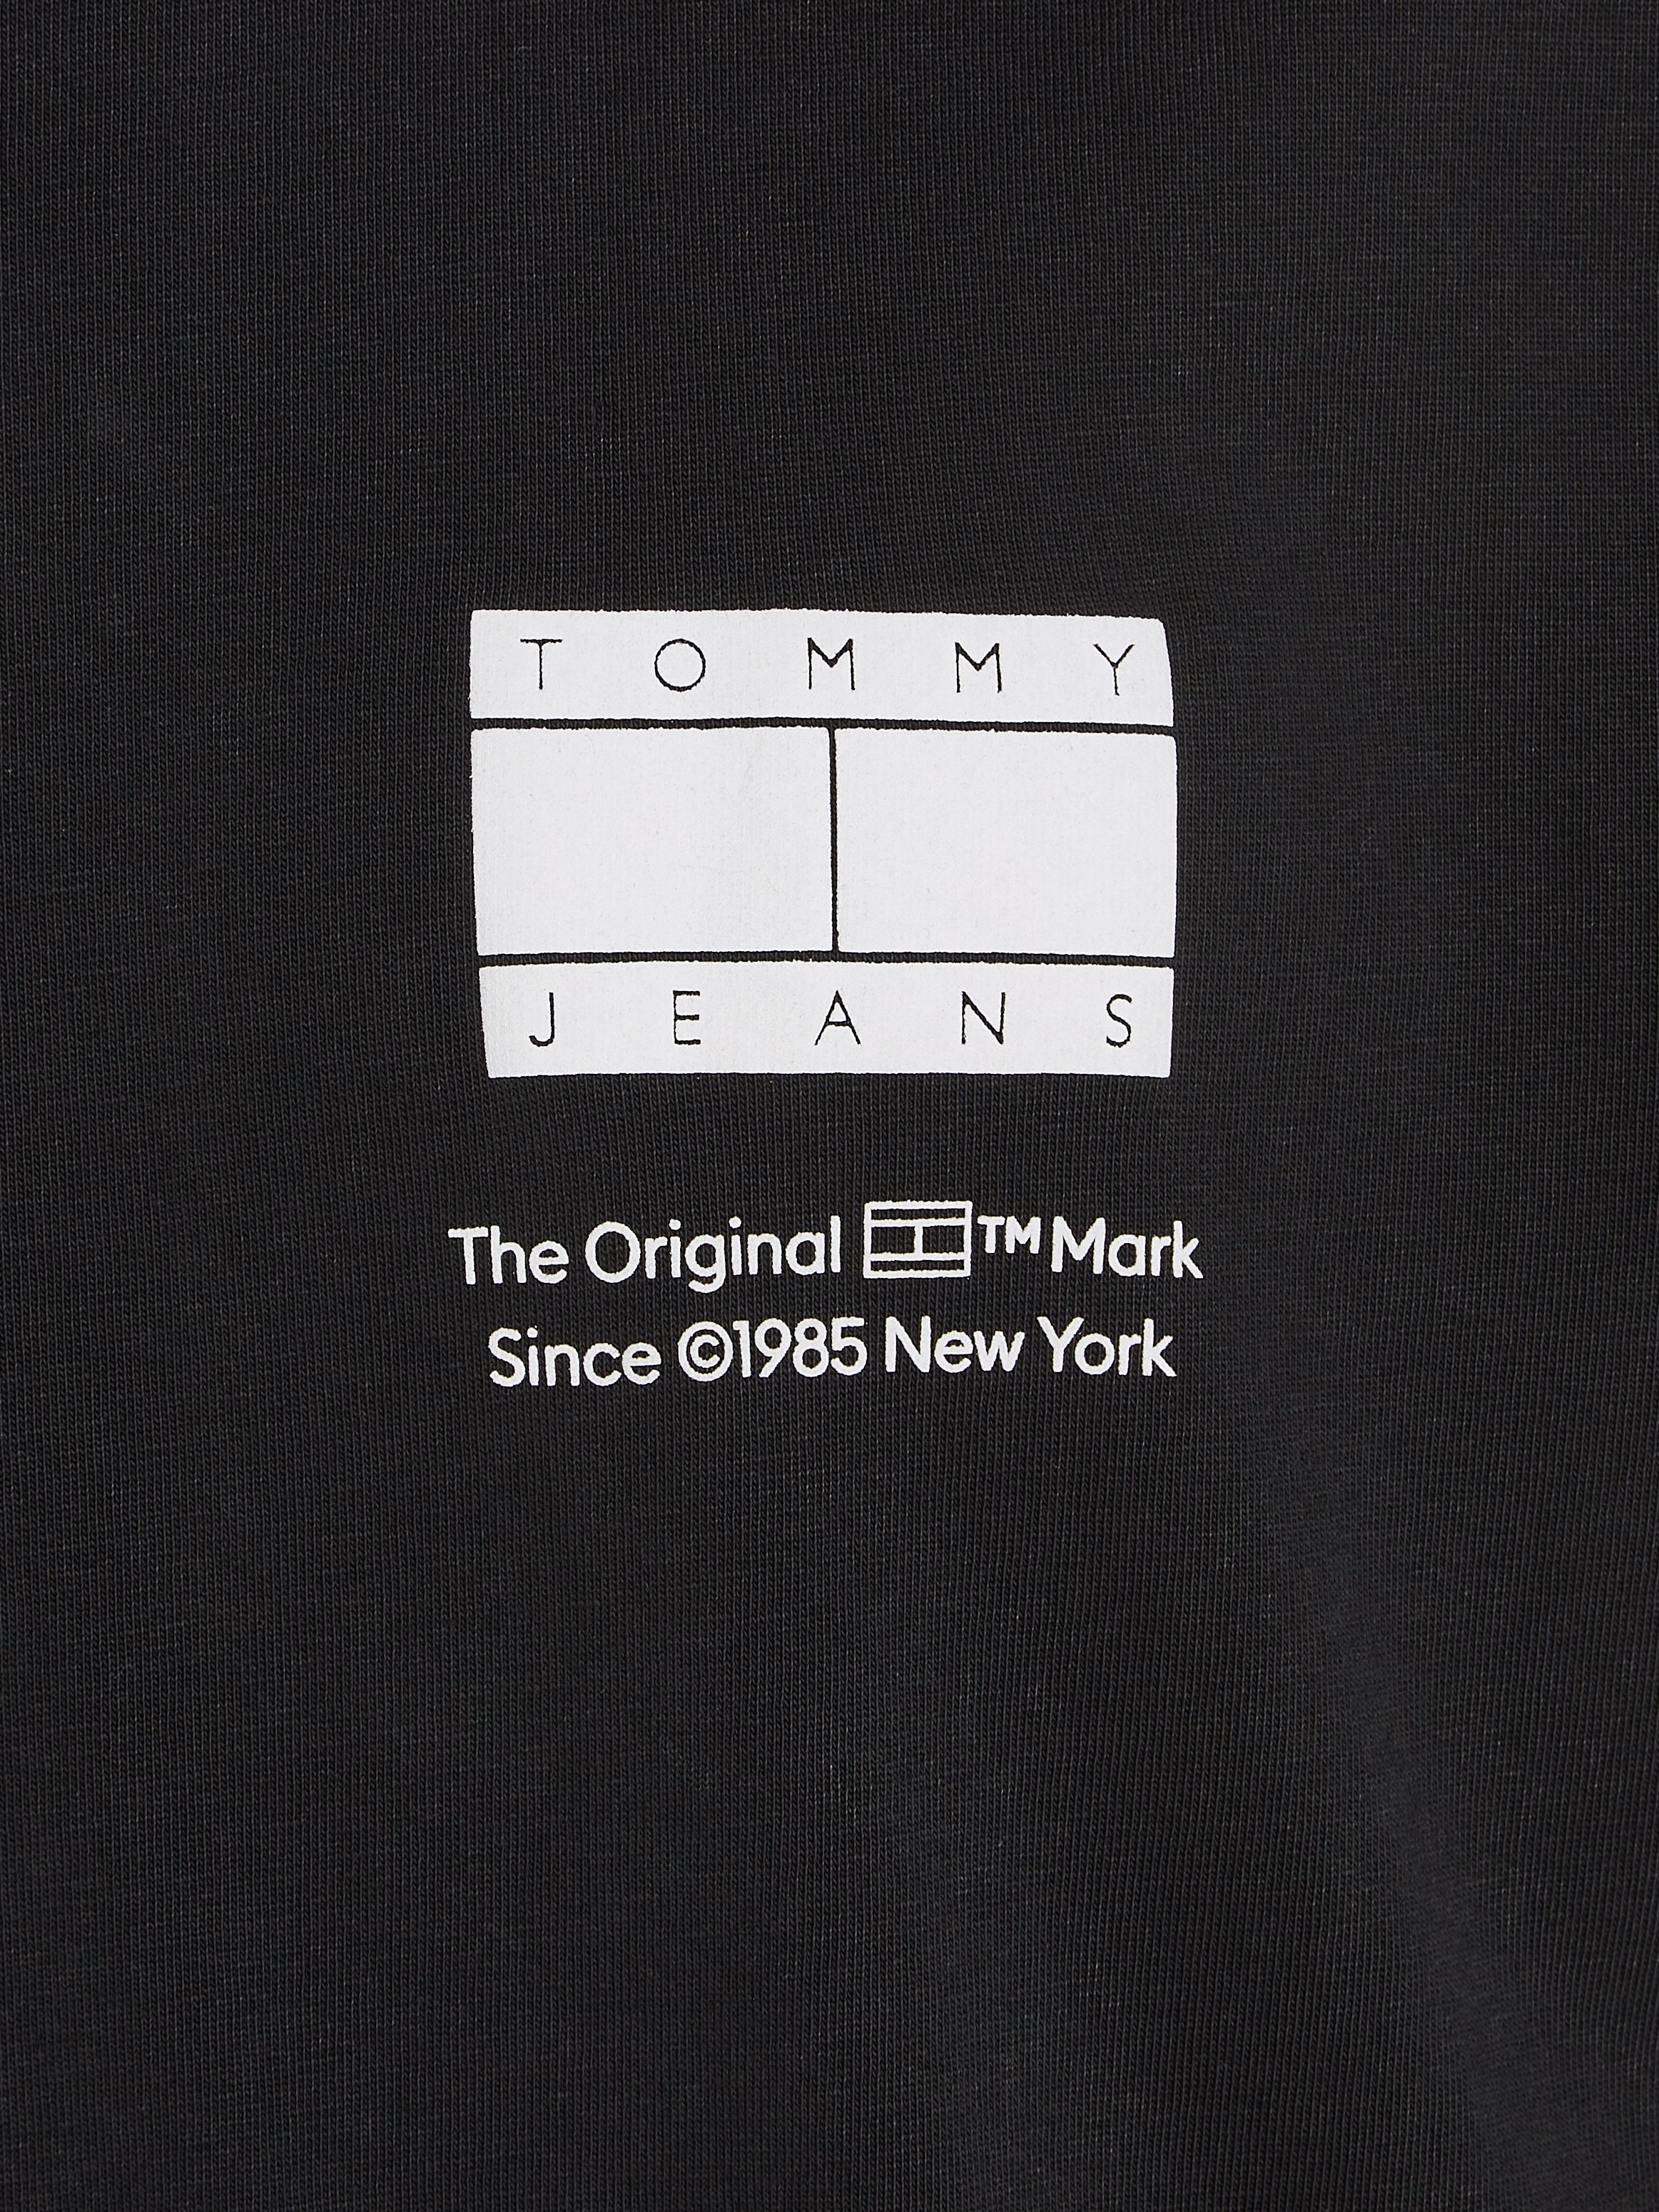 TOMMY
JEANS
The Original ™ Mark
Since ©1985 New York